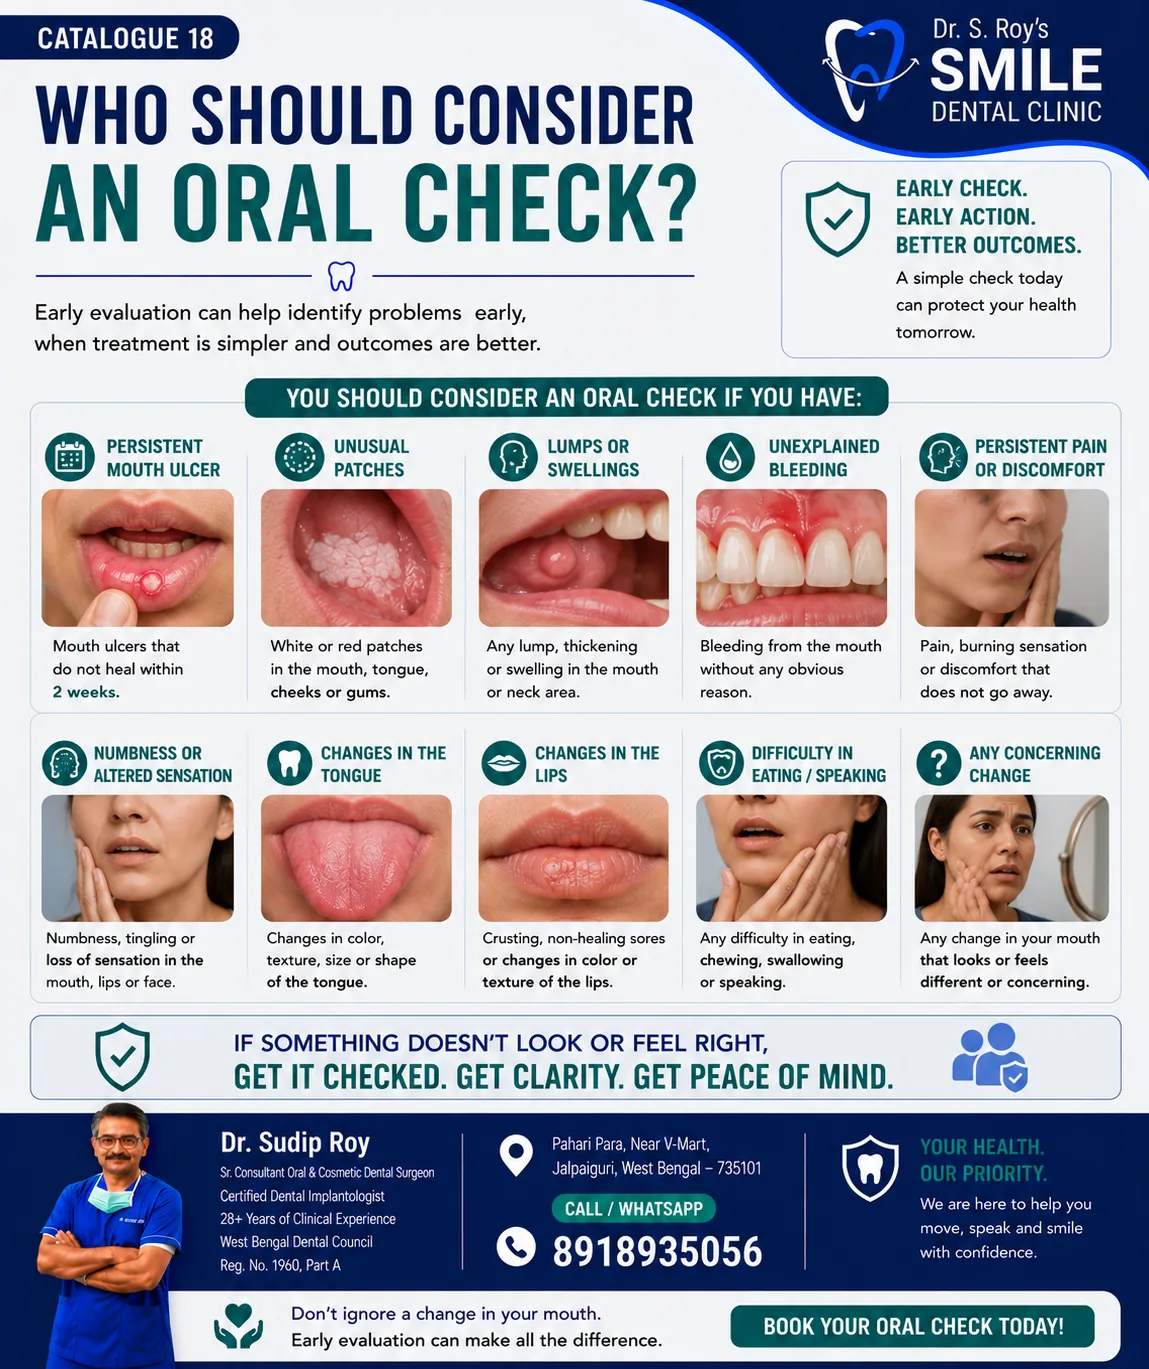 CATALOGUE 18
Dr. S. Roy's
SMILE
DENTAL CLINIC
WHO SHOULD CONSIDER
AN ORAL CHECK?
Early evaluation can help identify problems early,
when treatment is simpler and outcomes are better.
EARLY CHECK.
EARLY ACTION.
BETTER OUTCOMES.
A simple check today
can protect your health
tomorrow.
YOU SHOULD CONSIDER AN ORAL CHECK IF YOU HAVE:
PERSISTENT
MOUTH ULCER
Mouth ulcers that
do not heal within
2 weeks.
UNUSUAL
PATCHES
White or red patches
in the mouth, tongue,
cheeks or gums.
LUMPS OR
SWELLINGS
Any lump, thickening
or swelling in the mouth
or neck area.
UNEXPLAINED
BLEEDING
Bleeding from the mouth
without any obvious
reason.
PERSISTENT PAIN
OR DISCOMFORT
Pain, burning sensation
or discomfort that
does not go away.
NUMBNESS OR
ALTERED SENSATION
Numbness, tingling or
loss of sensation in the
mouth, lips or face.
CHANGES IN THE
TONGUE
Changes in color,
texture, size or shape
of the tongue.
CHANGES IN THE
LIPS
Crusting, non-healing sores
or changes in color or
texture of the lips.
DIFFICULTY IN
EATING / SPEAKING
Any difficulty in eating,
chewing, swallowing
or speaking.
ANY CONCERNING
CHANGE
Any change in your mouth
that looks or feels
different or concerning.
IF SOMETHING DOESN'T LOOK OR FEEL RIGHT,
GET IT CHECKED. GET CLARITY. GET PEACE OF MIND.
Dr. Sudip Roy
Sr. Consultant Oral & Cosmetic Dental Surgeon
Certified Dental Implantologist
28+ Years of Clinical Experience
West Bengal Dental Council
Reg. No. 1960, Part A
Pahari Para, Near V-Mart,
Jalpaiguri, West Bengal – 735101
CALL / WHATSAPP
8918935056
YOUR HEALTH.
OUR PRIORITY.
We are here to help you
move, speak and smile
with confidence.
Don't ignore a change in your mouth.
Early evaluation can make all the difference.
BOOK YOUR ORAL CHECK TODAY!